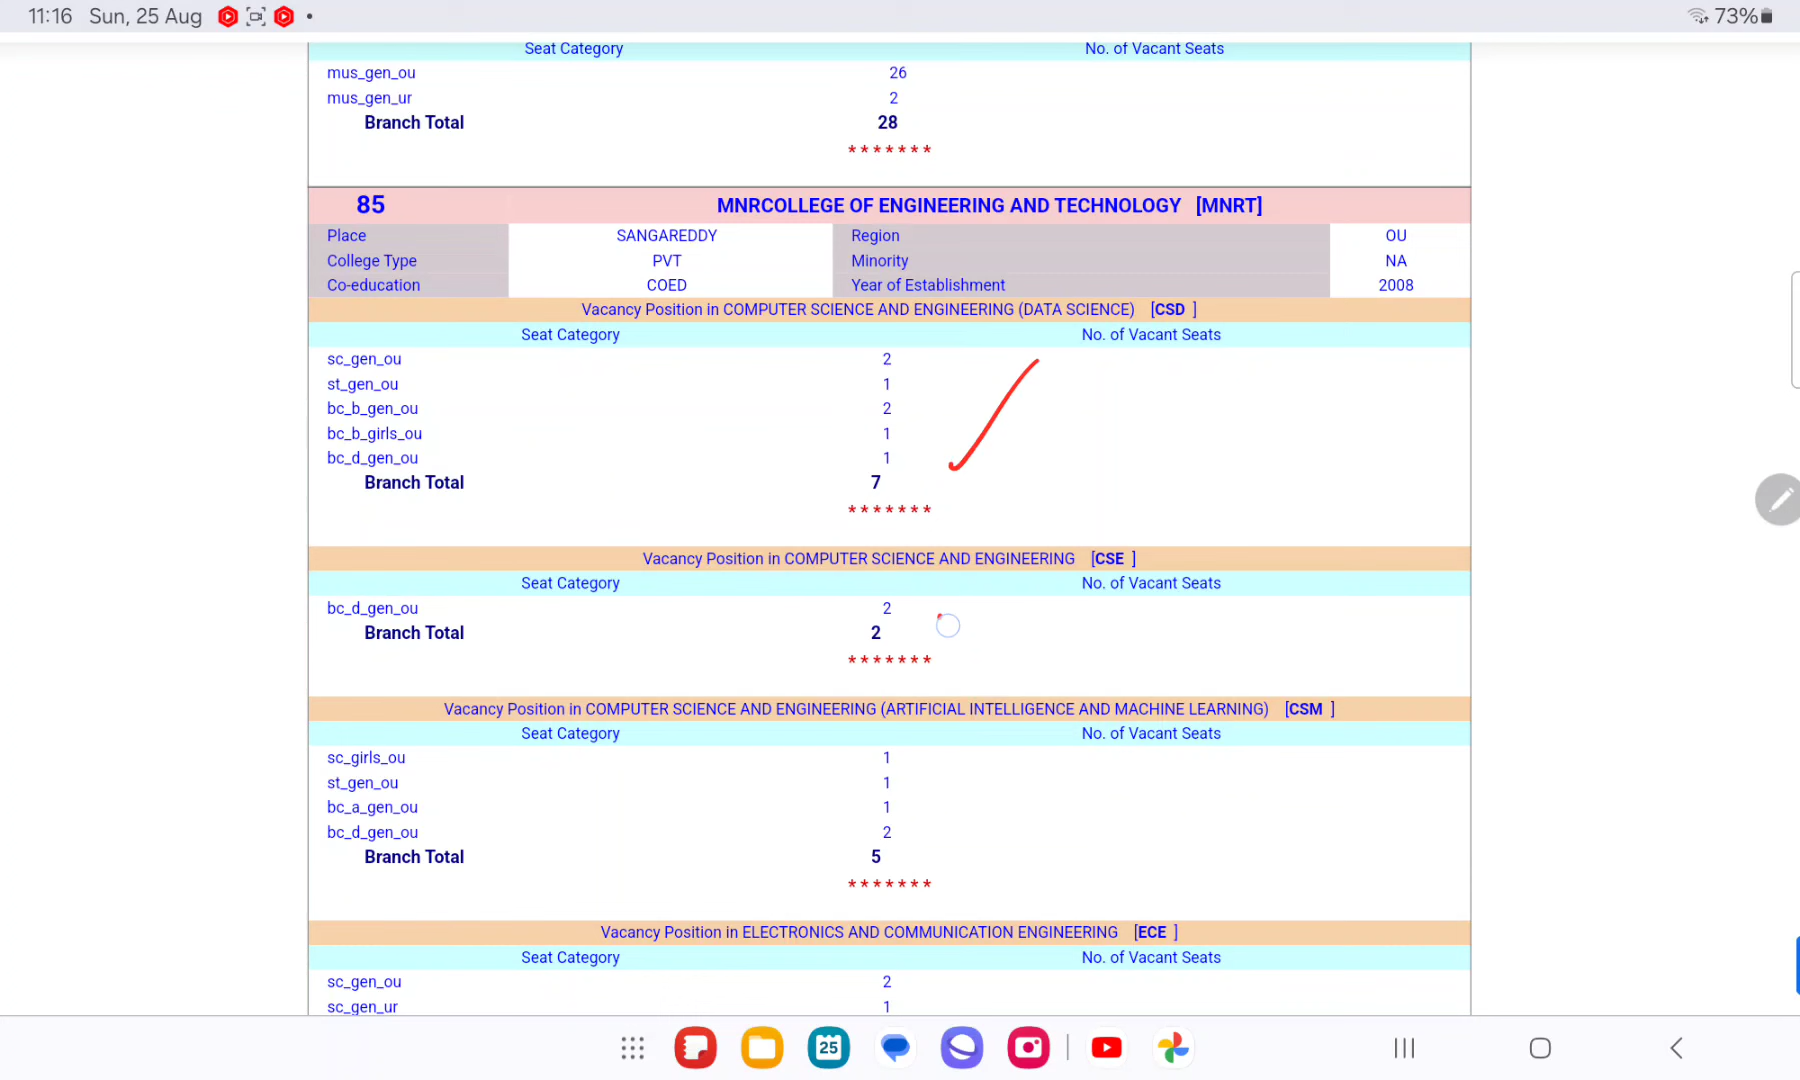 11:16 Sun, 25 Aug 73%
Seat Category No. of Vacant Seats
mus_gen_ou 26
mus_gen_ur 2
Branch Total 28
*******
85 MNRCOLLEGE OF ENGINEERING AND TECHNOLOGY [MNRT]
Place SANGAREDDY Region OU
College Type PVT Minority NA
Co-education COED Year of Establishment 2008
Vacancy Position in COMPUTER SCIENCE AND ENGINEERING (DATA SCIENCE) [CSD ]
Seat Category No. of Vacant Seats
sc_gen_ou 2
st_gen_ou 1
bc_b_gen_ou 2
bc_b_girls_ou 1
bc_d_gen_ou 1
Branch Total 7
*******
Vacancy Position in COMPUTER SCIENCE AND ENGINEERING [CSE ]
Seat Category No. of Vacant Seats
bc_d_gen_ou 2
Branch Total 2
*******
Vacancy Position in COMPUTER SCIENCE AND ENGINEERING (ARTIFICIAL INTELLIGENCE AND MACHINE LEARNING) [CSM ]
Seat Category No. of Vacant Seats
sc_girls_ou 1
st_gen_ou 1
bc_a_gen_ou 1
bc_d_gen_ou 2
Branch Total 5
*******
Vacancy Position in ELECTRONICS AND COMMUNICATION ENGINEERING [ECE ]
Seat Category No. of Vacant Seats
sc_gen_ou 2
sc_gen_ur 1
25